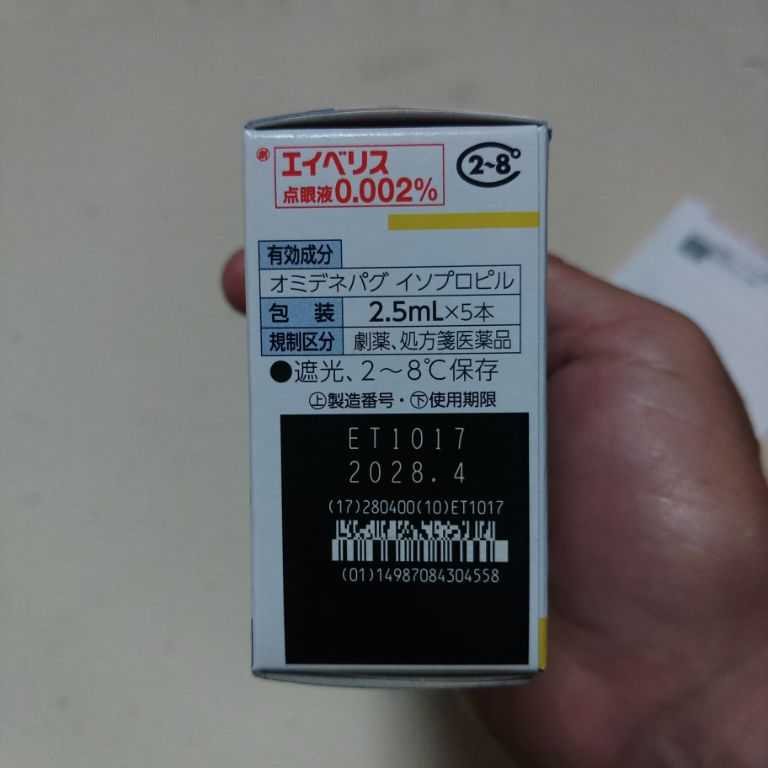 劇 エイベリス
点眼液0.002%
2~8°
有効成分
オミデネパグ イソプロピル
包 装 2.5mL×5本
規制区分 劇薬、処方箋医薬品
●遮光、2~8℃保存
㊤製造番号・㊦使用期限
ET1017
2028.4
(17)280400(10)ET1017
(01)14987084304558